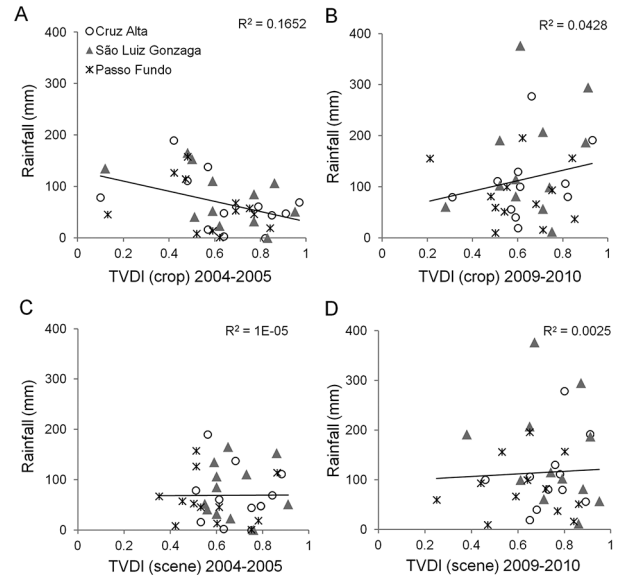 A
R² = 0.1652
○ Cruz Alta
▲ São Luiz Gonzaga
✶ Passo Fundo
Rainfall (mm)
400
300
200
100
0
0 0.2 0.4 0.6 0.8 1
TVDI (crop) 2004-2005
B
R² = 0.0428
Rainfall (mm)
400
300
200
100
0
0 0.2 0.4 0.6 0.8 1
TVDI (crop) 2009-2010
C
R² = 1E-05
Rainfall (mm)
400
300
200
100
0
0 0.2 0.4 0.6 0.8 1
TVDI (scene) 2004-2005
D
R² = 0.0025
Rainfall (mm)
400
300
200
100
0
0 0.2 0.4 0.6 0.8 1
TVDI (scene) 2009-2010